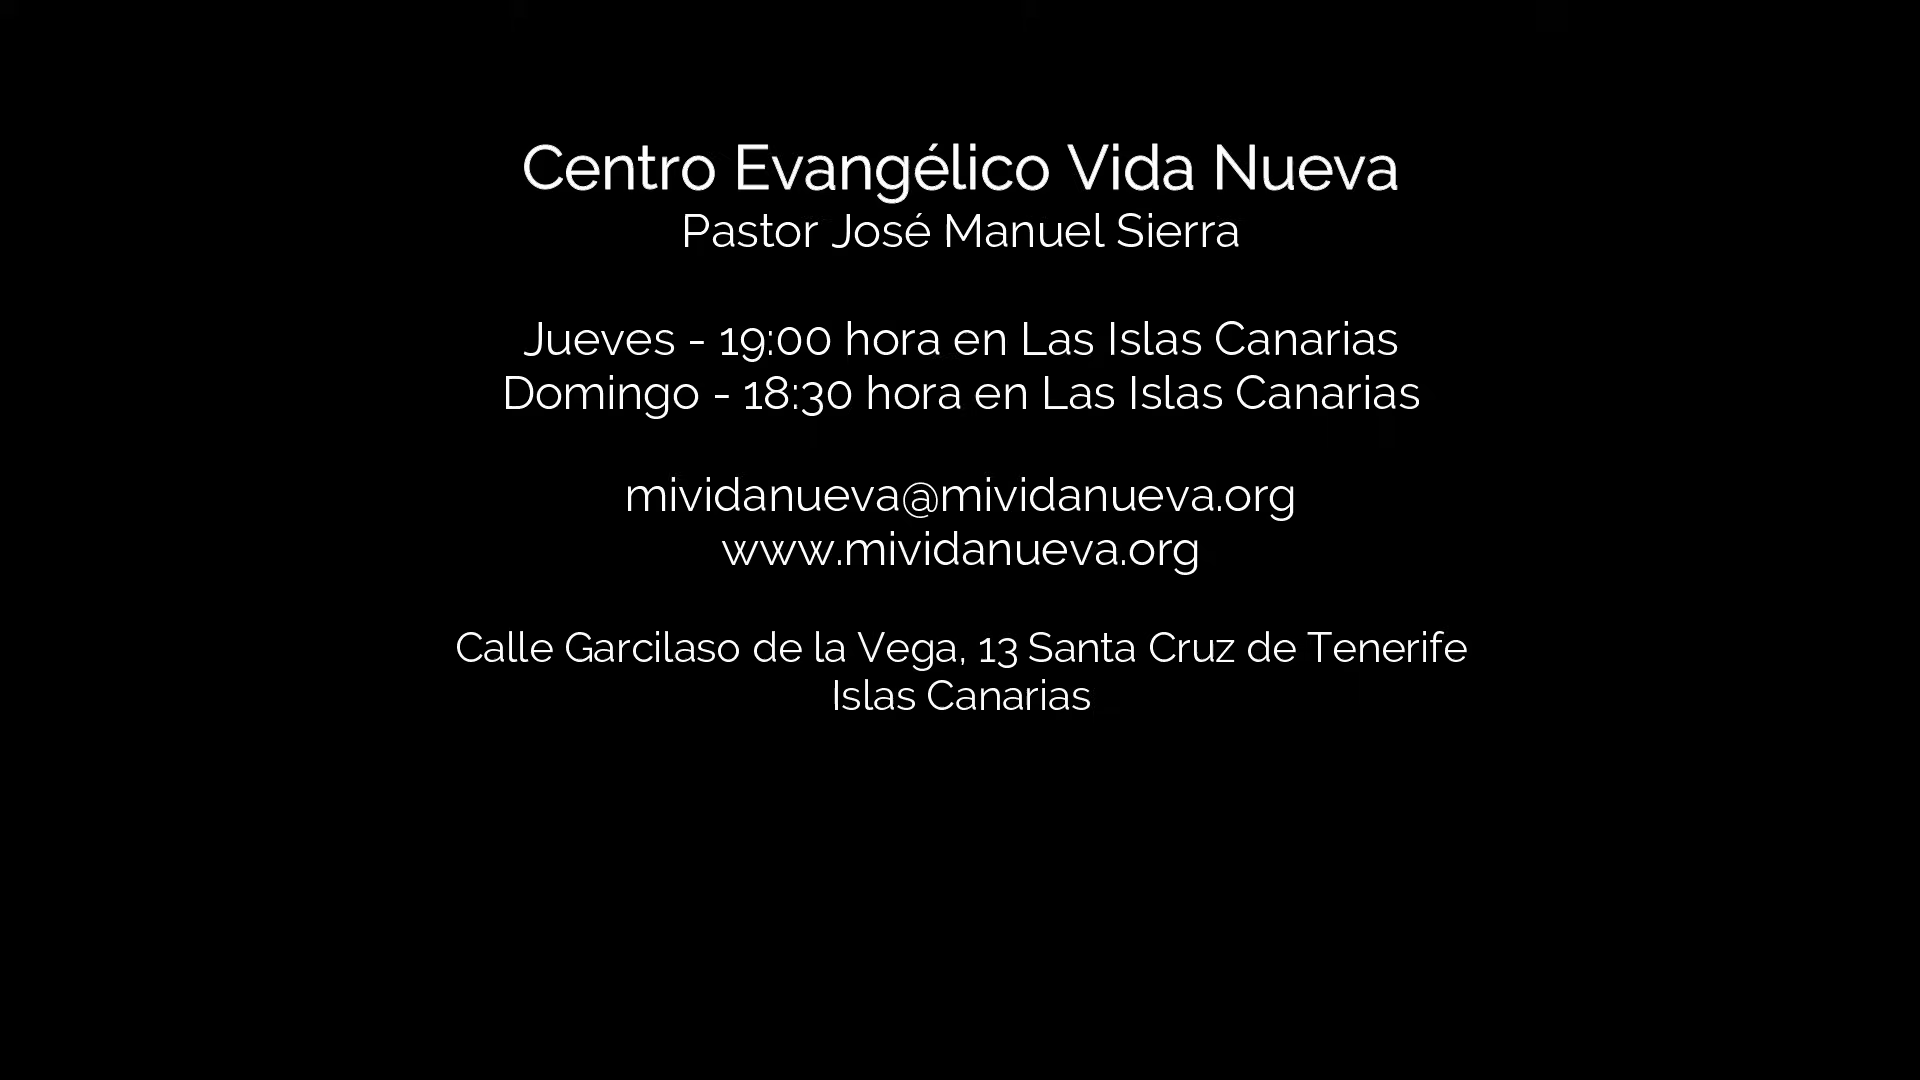 Centro Evangélico Vida Nueva
Pastor José Manuel Sierra
Jueves - 19:00 hora en Las Islas Canarias
Domingo - 18:30 hora en Las Islas Canarias
mividanueva@mividanueva.org
www.mividanueva.org
Calle Garcilaso de la Vega, 13 Santa Cruz de Tenerife
Islas Canarias